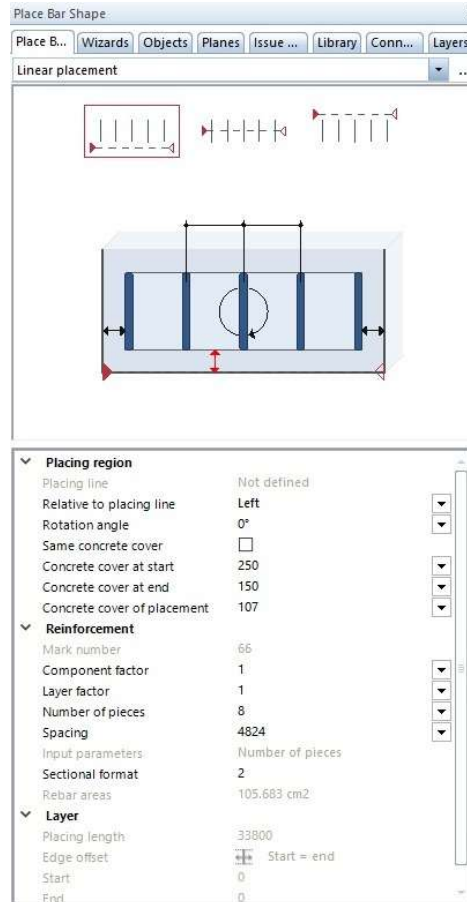 Place Bar Shape
Place B... Wizards Objects Planes Issue ... Library Conn... Layers
Linear placement ...
Placing region
Placing line Not defined
Relative to placing line Left
Rotation angle 0°
Same concrete cover
Concrete cover at start 250
Concrete cover at end 150
Concrete cover of placement 107
Reinforcement
Mark number 66
Component factor 1
Layer factor 1
Number of pieces 8
Spacing 4824
Input parameters Number of pieces
Sectional format 2
Rebar areas 105.683 cm2
Layer
Placing length 33800
Edge offset Start = end
Start 0
End 0